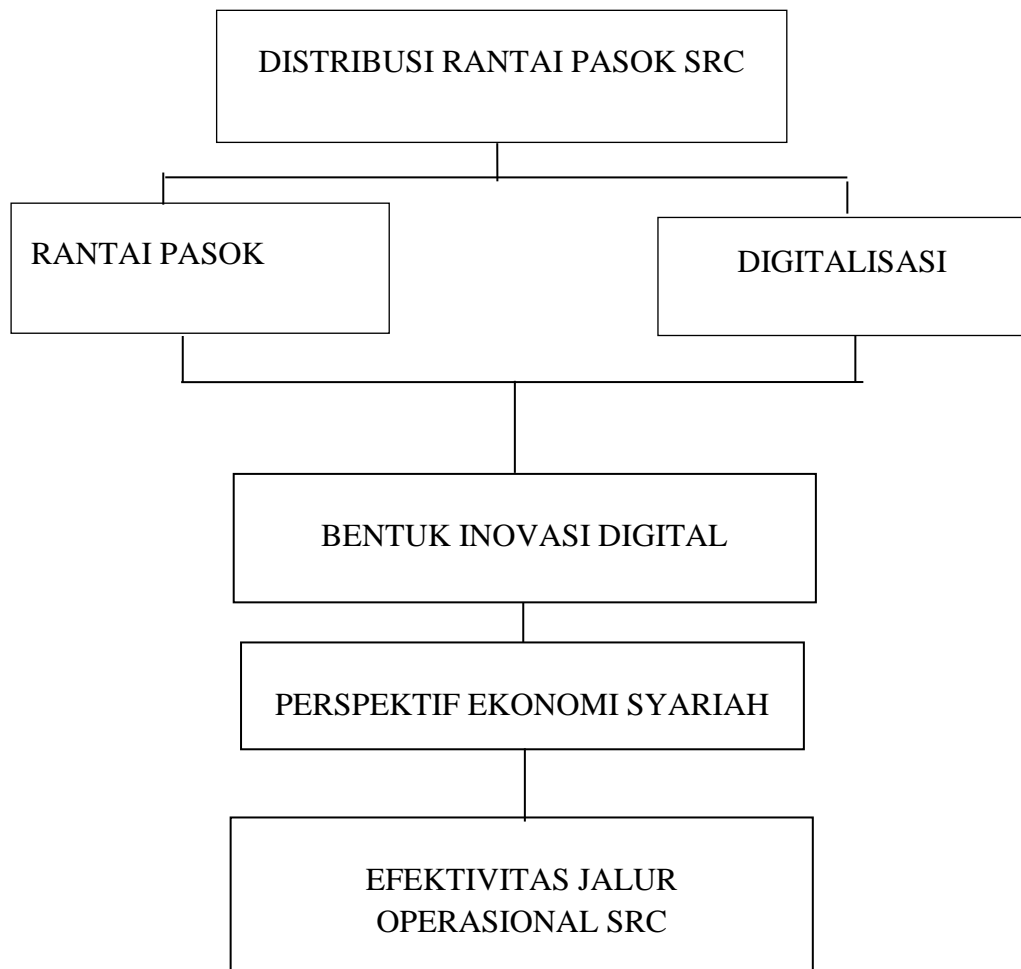 DISTRIBUSI RANTAI PASOK SRC
RANTAI PASOK
DIGITALISASI
BENTUK INOVASI DIGITAL
PERSPEKTIF EKONOMI SYARIAH
EFEKTIVITAS JALUR
OPERASIONAL SRC